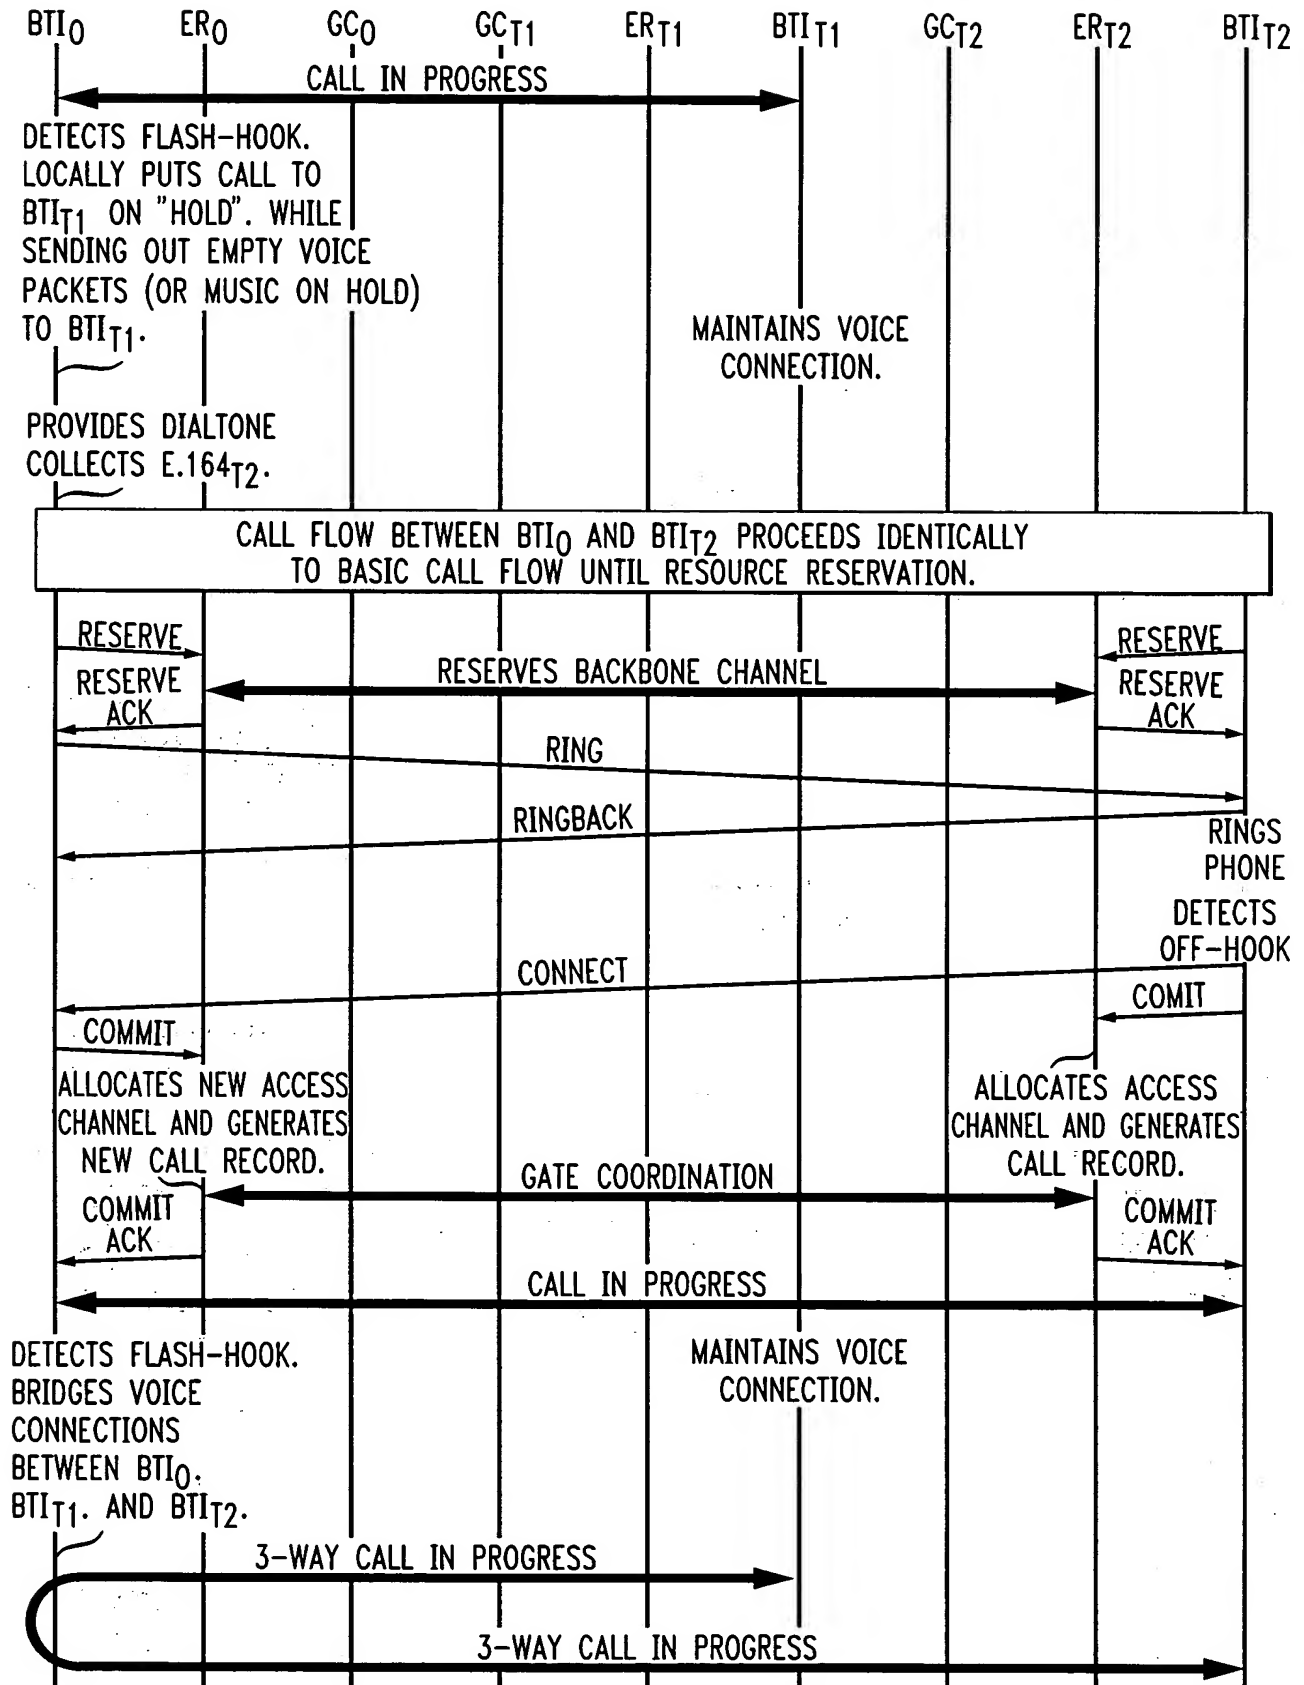 BTIO ERO GCO GCT1 ERT1 BTIT1 GCT2 ERT2 BTIT2
CALL IN PROGRESS
DETECTS FLASH-HOOK.
LOCALLY PUTS CALL TO
BTIT1 ON "HOLD". WHILE
SENDING OUT EMPTY VOICE
PACKETS (OR MUSIC ON HOLD)
TO BTIT1.
MAINTAINS VOICE
CONNECTION.
PROVIDES DIALTONE
COLLECTS E.164T2.
CALL FLOW BETWEEN BTIO AND BTIT2 PROCEEDS IDENTICALLY
TO BASIC CALL FLOW UNTIL RESOURCE RESERVATION.
RESERVE
RESERVE
RESERVES BACKBONE CHANNEL
RESERVE
ACK
RESERVE
ACK
RING
RINGBACK
RINGS
PHONE
DETECTS
OFF-HOOK
CONNECT
COMIT
COMMIT
ALLOCATES NEW ACCESS
CHANNEL AND GENERATES
NEW CALL RECORD.
ALLOCATES ACCESS
CHANNEL AND GENERATES
CALL RECORD.
GATE COORDINATION
COMMIT
ACK
COMMIT
ACK
CALL IN PROGRESS
DETECTS FLASH-HOOK.
BRIDGES VOICE
CONNECTIONS
BETWEEN BTIO.
BTIT1. AND BTIT2.
MAINTAINS VOICE
CONNECTION.
3-WAY CALL IN PROGRESS
3-WAY CALL IN PROGRESS